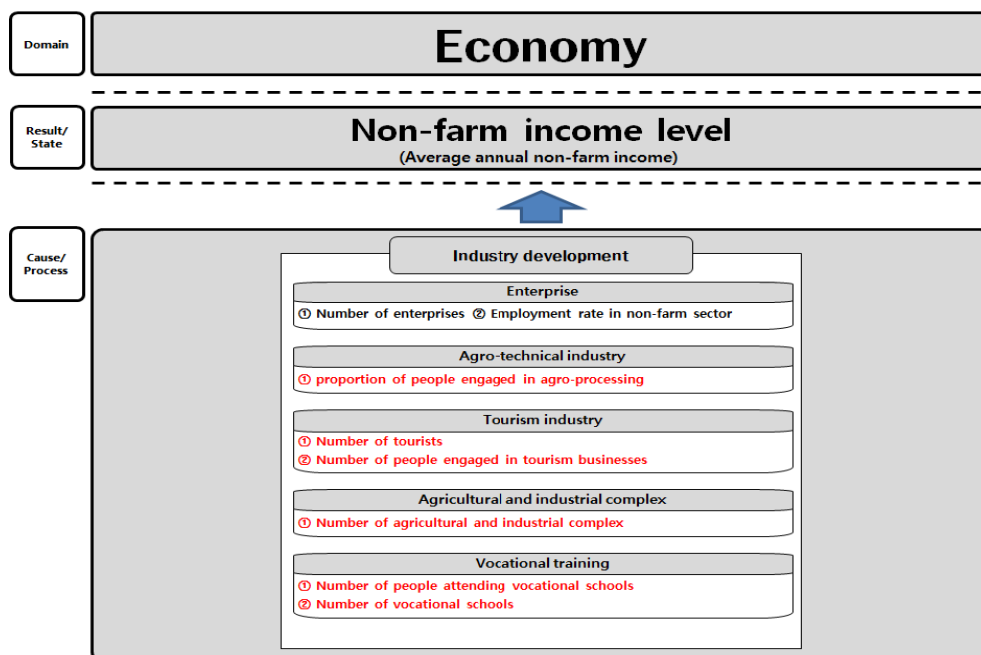 Domain
Economy
Result/
State
Non-farm income level
(Average annual non-farm income)
Cause/
Process
Industry development
Enterprise
① Number of enterprises ② Employment rate in non-farm sector
Agro-technical industry
① proportion of people engaged in agro-processing
Tourism industry
① Number of tourists
② Number of people engaged in tourism businesses
Agricultural and industrial complex
① Number of agricultural and industrial complex
Vocational training
① Number of people attending vocational schools
② Number of vocational schools